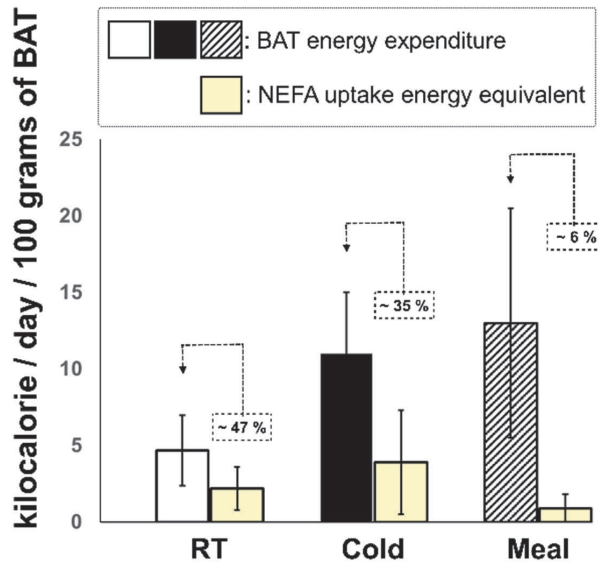 kilocalorie / day / 100 grams of BAT
: BAT energy expenditure
: NEFA uptake energy equivalent
25
20
15
10
5
0
~ 47 %
~ 35 %
~ 6 %
RT
Cold
Meal